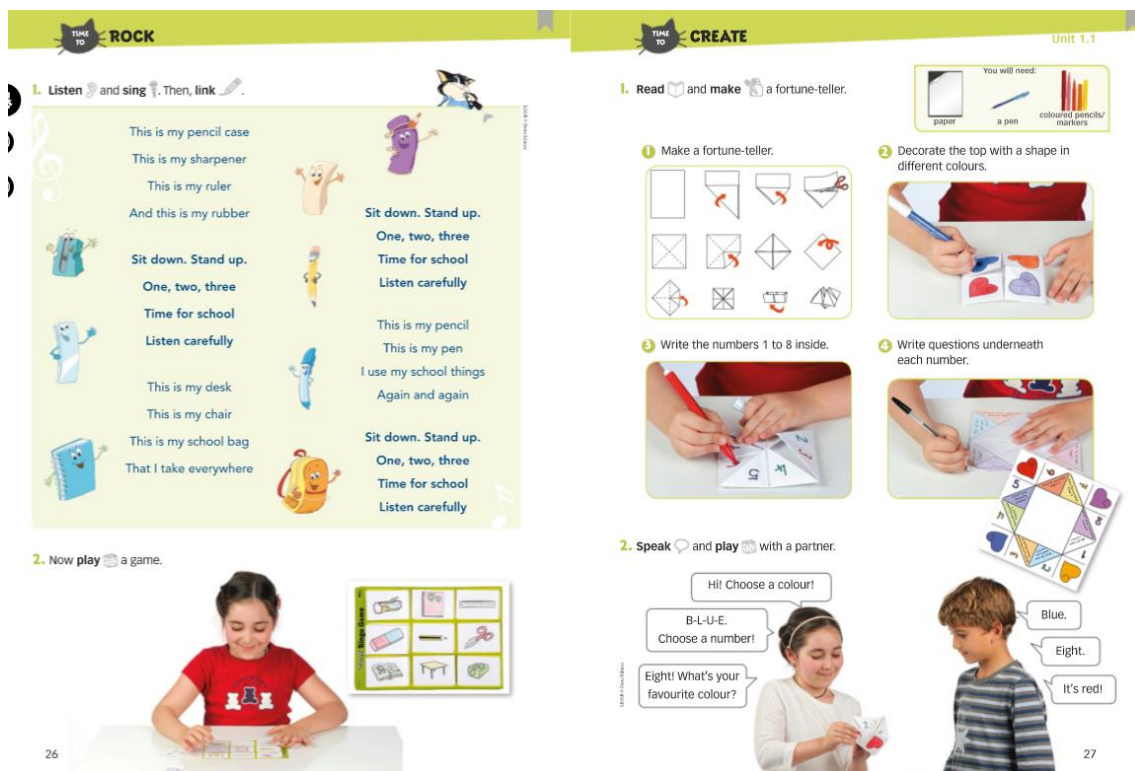 TIME TO ROCK
1. Listen and sing. Then, link.
This is my pencil case
This is my sharpener
This is my ruler
And this is my rubber
Sit down. Stand up.
One, two, three
Time for school
Listen carefully
This is my desk
This is my chair
This is my school bag
That I take everywhere
Sit down. Stand up.
One, two, three
Time for school
Listen carefully
This is my pencil
This is my pen
I use my school things
Again and again
Sit down. Stand up.
One, two, three
Time for school
Listen carefully
2. Now play a game.
Bingo Game
26
TIME TO CREATE
Unit 1.1
1. Read and make a fortune-teller.
You will need:
paper
a pen
coloured pencils/
markers
1 Make a fortune-teller.
2 Decorate the top with a shape in
different colours.
3 Write the numbers 1 to 8 inside.
4 Write questions underneath
each number.
2. Speak and play with a partner.
Hi! Choose a colour!
Blue.
B-L-U-E.
Choose a number!
Eight.
Eight! What's your
favourite colour?
It's red!
27